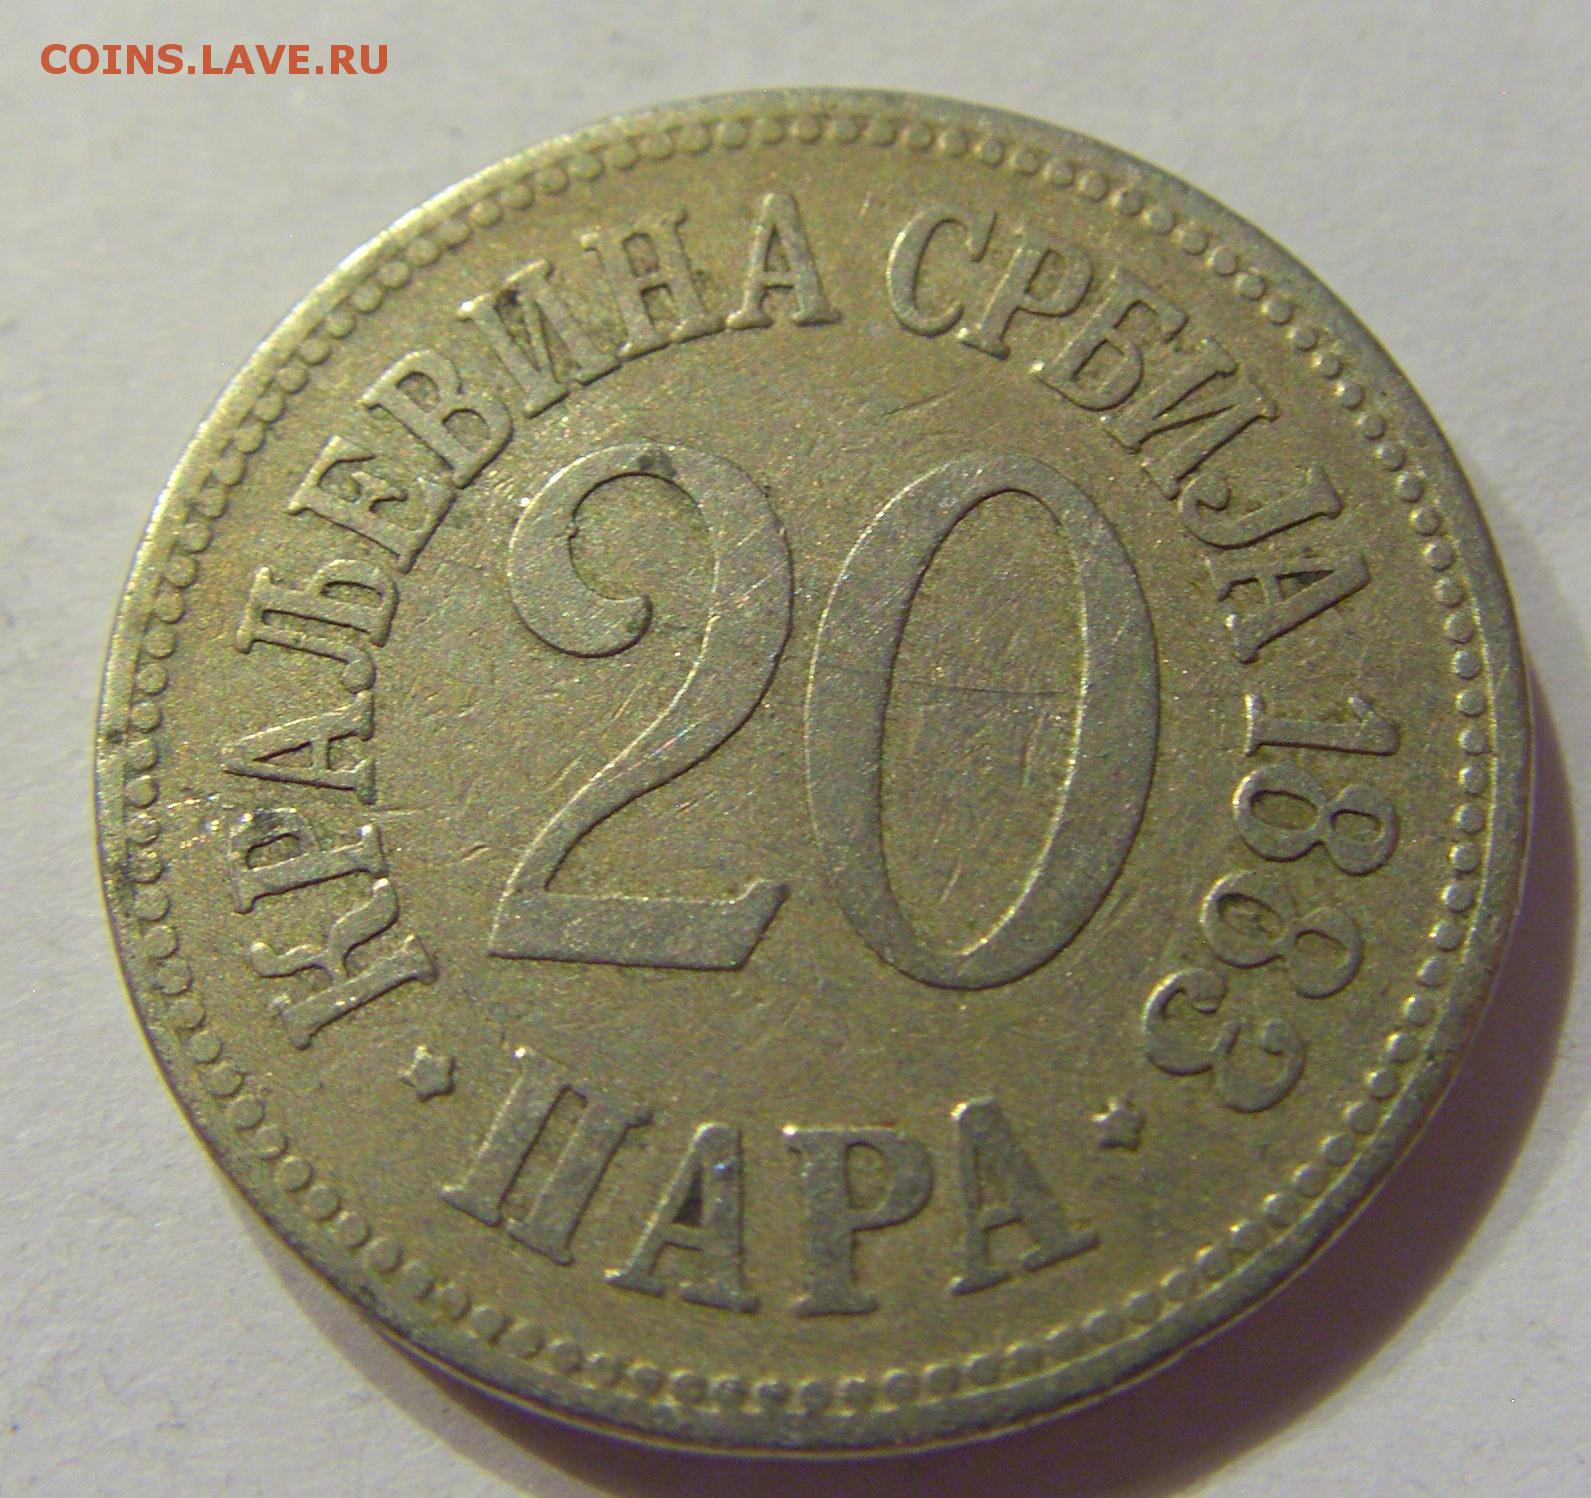 COINS.LAVE.RU
КРАЉЕВИНА СРБИЈА 1883
20
ПАРА